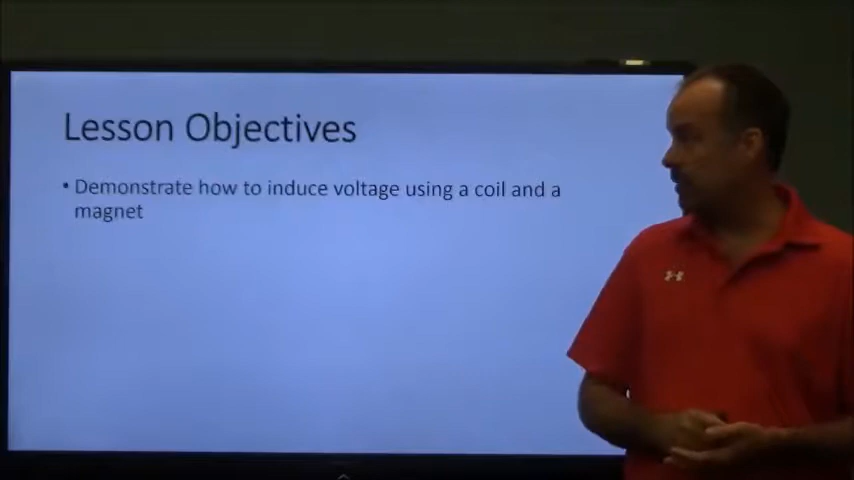 Lesson Objectives
• Demonstrate how to induce voltage using a coil and a
magnet